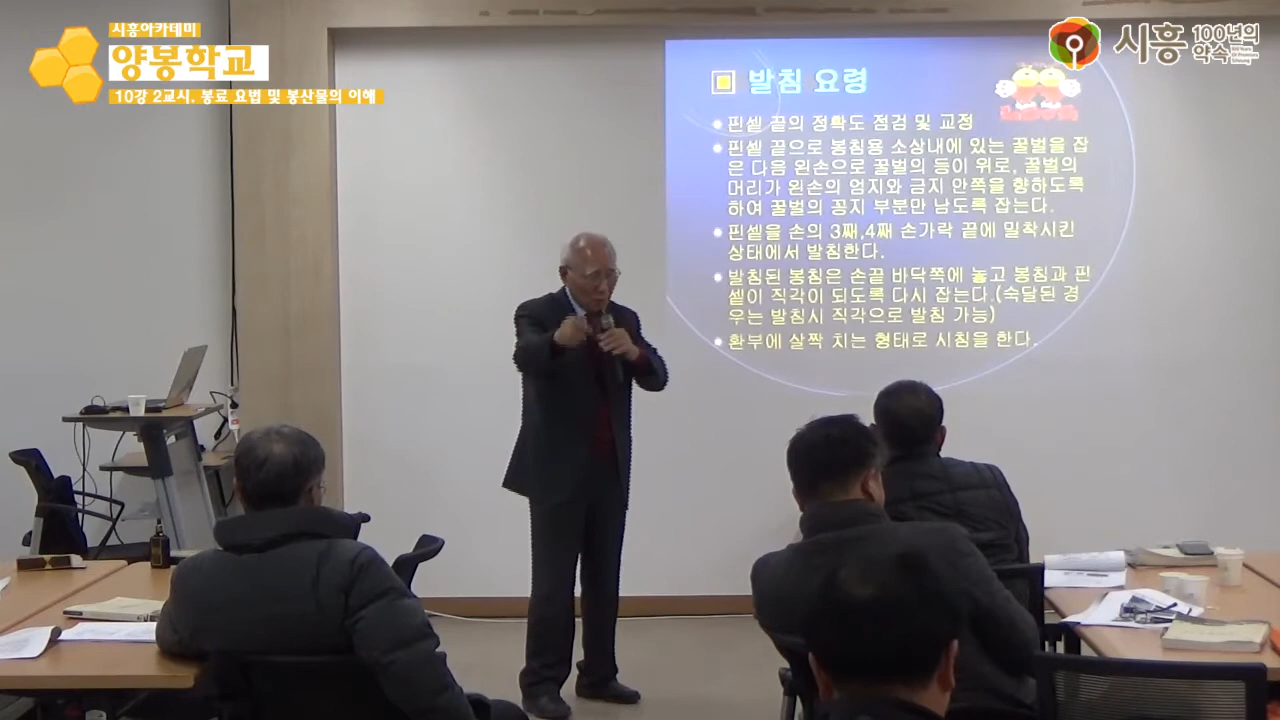 시흥아카데미
양봉학교
10강 2교시. 봉료 요법 및 봉산물의 이해
시흥 100년의 약속
발침 요령
핀셑 끝의 정확도 점검 및 교정
핀셑 끝으로 봉침용 소상내에 있는 꿀벌을 잡
은 다음 왼손으로 꿀벌의 등이 위로, 꿀벌의
머리가 왼손의 엄지와 금지 안쪽을 향하도록
하여 꿀벌의 꽁지 부분만 남도록 잡는다.
핀셑을 손의 3째,4째 손가락 끝에 밀착시킨
상태에서 발침한다.
발침된 봉침은 손끝 바닥쪽에 놓고 봉침과 핀
셑이 직각이 되도록 다시 잡는다.(숙달된 경
우는 발침시 직각으로 발침 가능)
환부에 살짝 치는 형태로 시침을 한다.